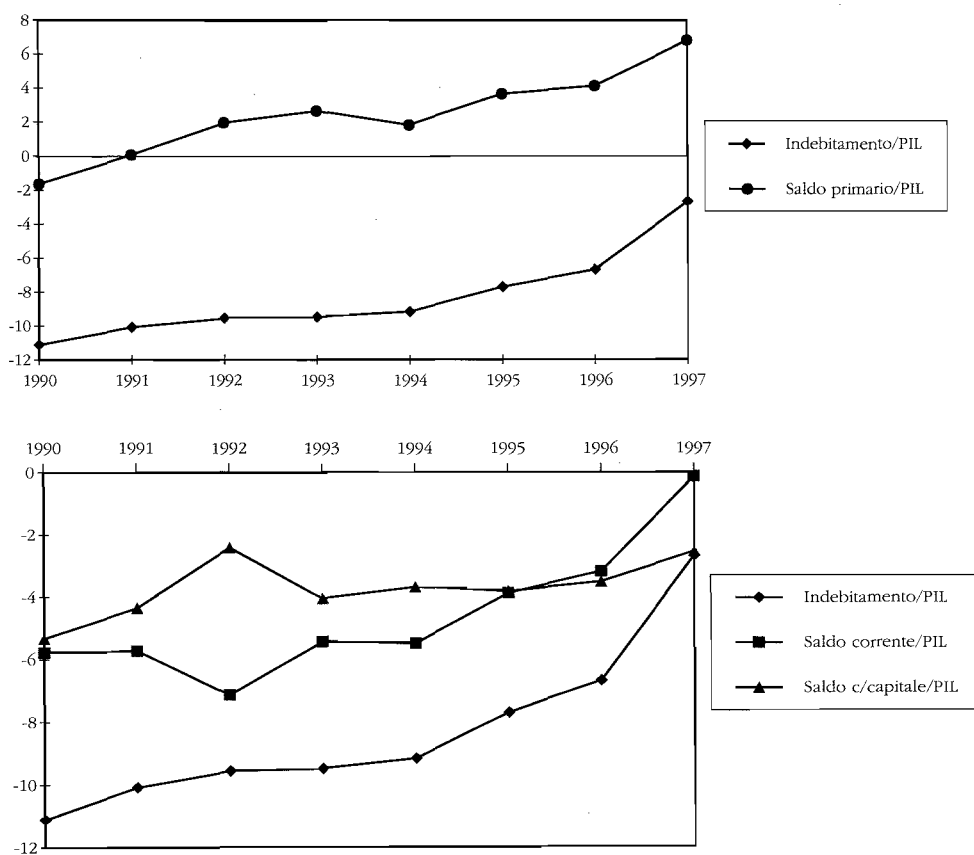 8
6
4
2
0
-2
-4
-6
-8
-10
-12
1990 1991 1992 1993 1994 1995 1996 1997
Indebitamento/PIL
Saldo primario/PIL
1990 1991 1992 1993 1994 1995 1996 1997
0
-2
-4
-6
-8
-10
-12
Indebitamento/PIL
Saldo corrente/PIL
Saldo c/capitale/PIL